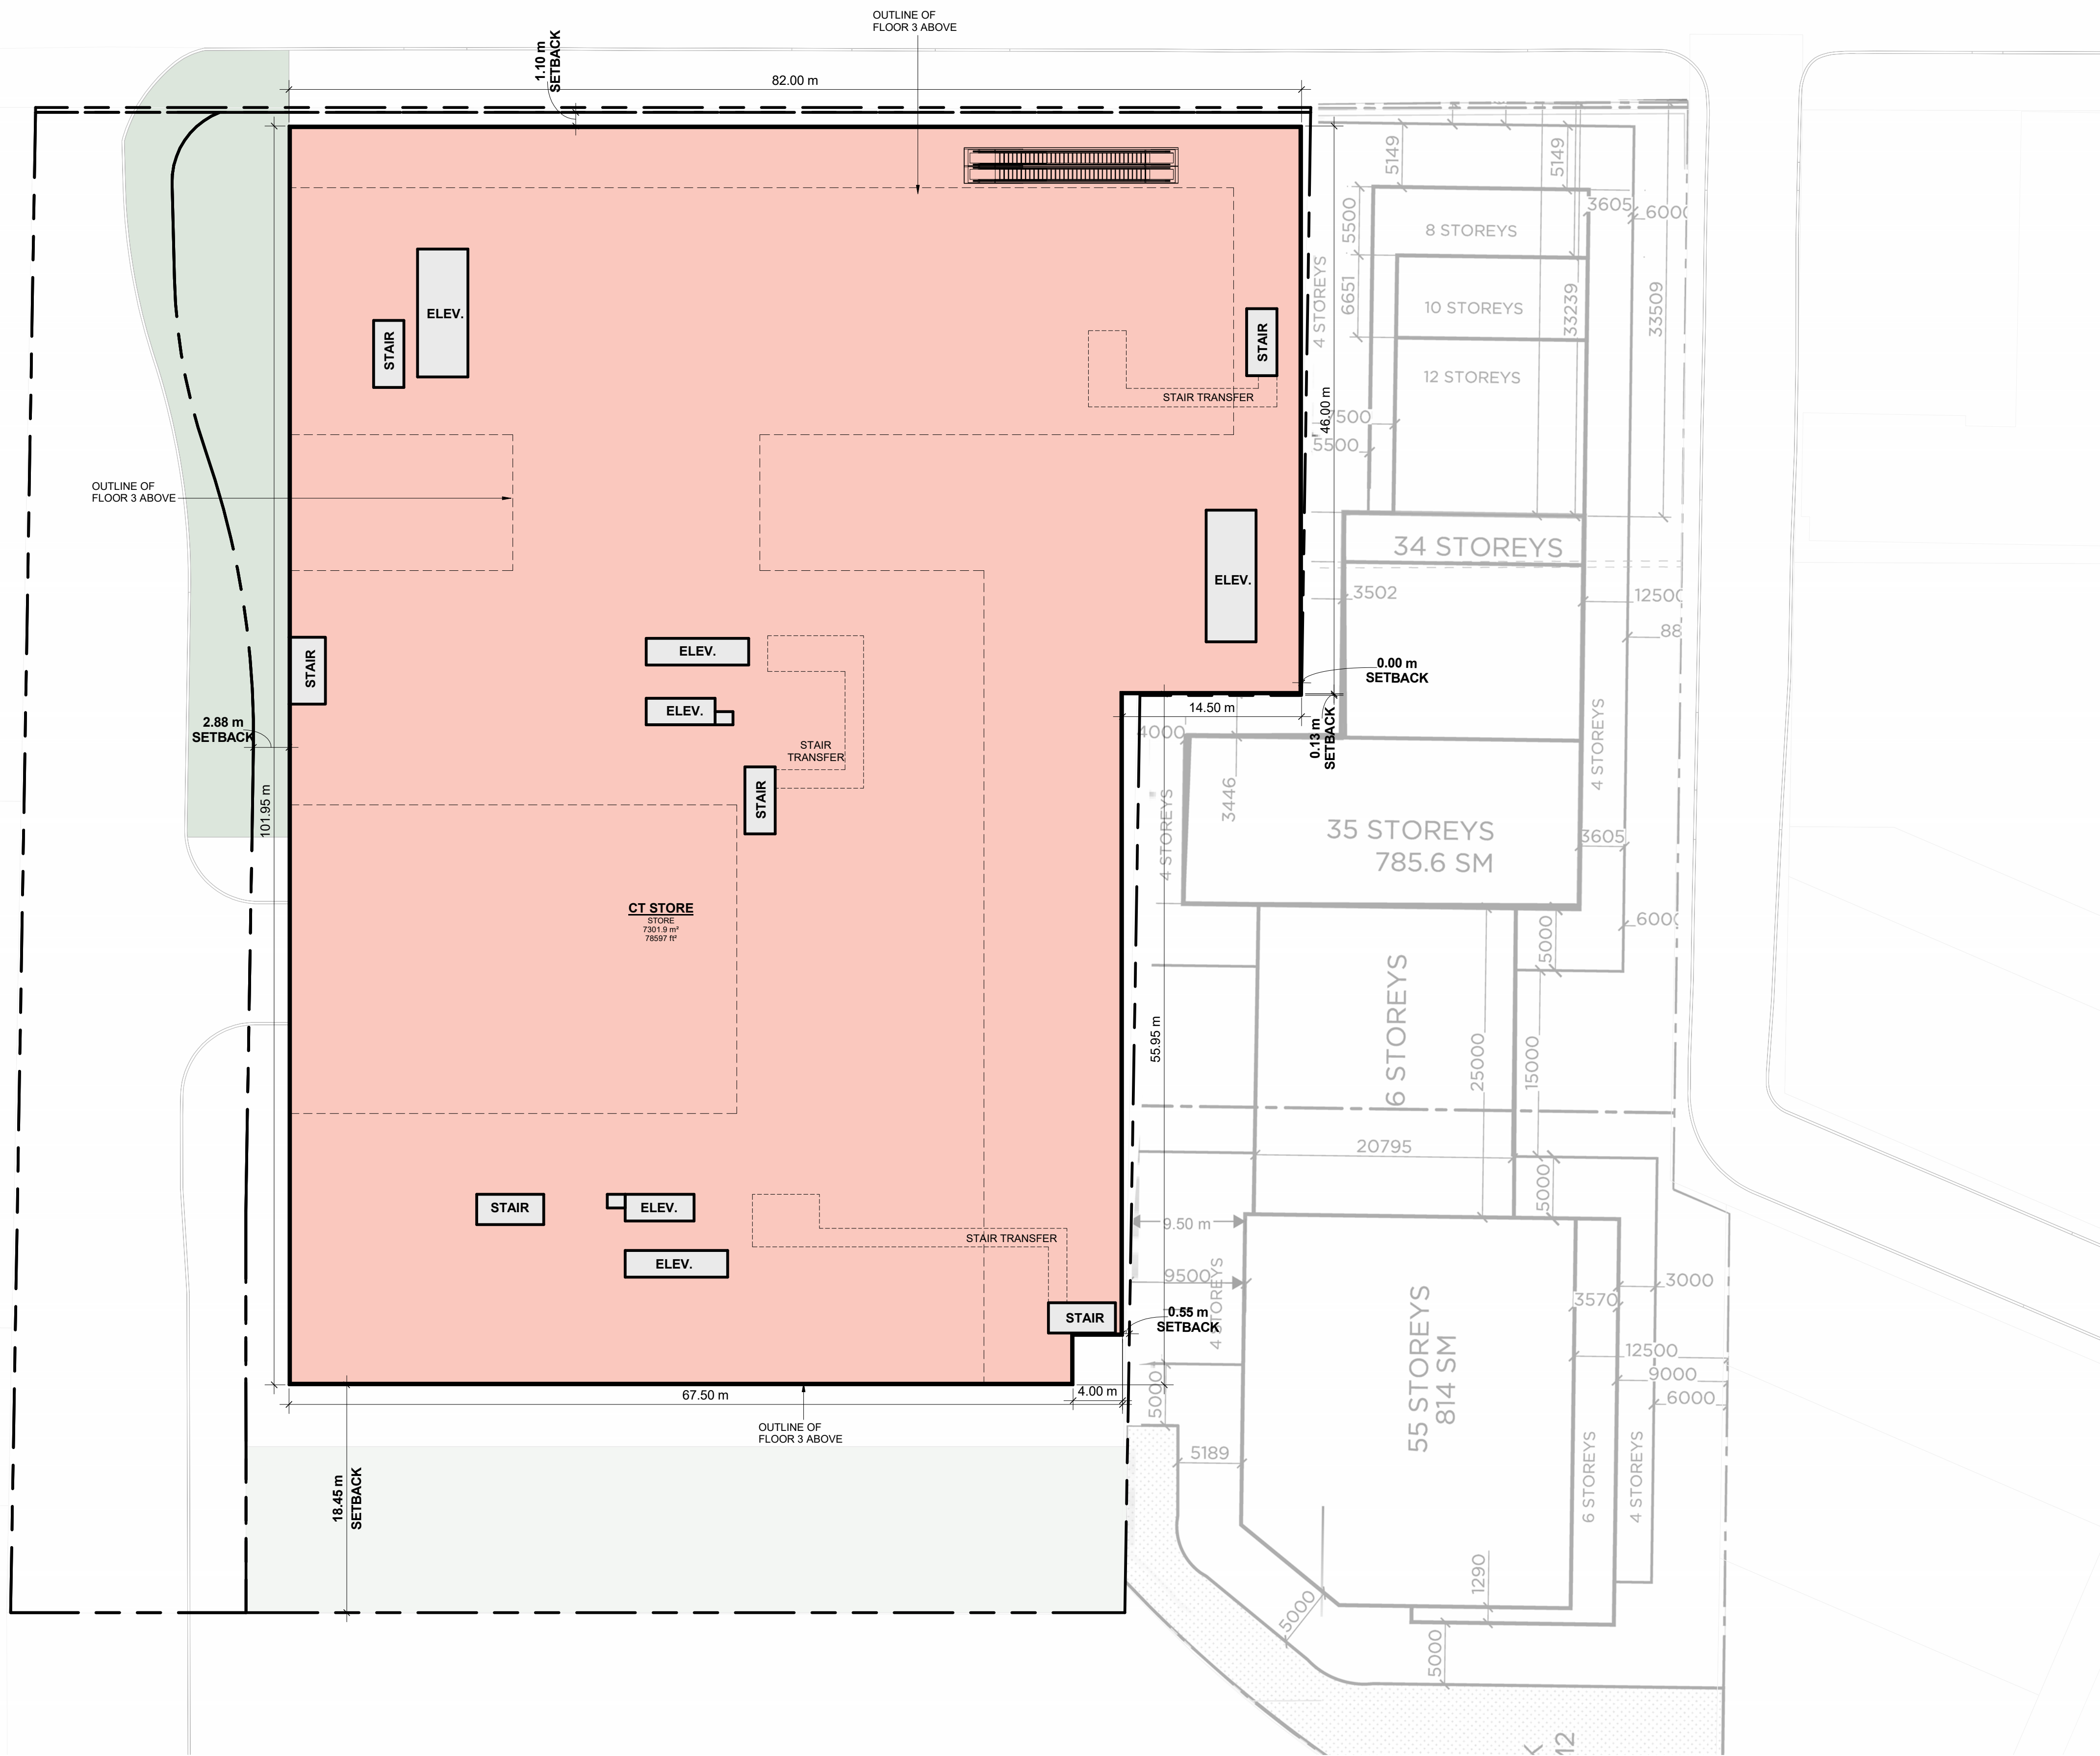 OUTLINE OF
FLOOR 3 ABOVE
1.10 m
SETBACK
82.00 m
5149
5149
3605
6000
5500
8 STOREYS
4 STOREYS
6651
10 STOREYS
33239
33509
ELEV.
STAIR
STAIR
12 STOREYS
STAIR TRANSFER
46.00 m
7500
5500
OUTLINE OF
FLOOR 3 ABOVE
34 STOREYS
ELEV.
3502
12500
88
STAIR
ELEV.
0.00 m
SETBACK
ELEV.
14.50 m
2.88 m
SETBACK
4000
0.13 m
SETBACK
4 STOREYS
STAIR
TRANSFER
STAIR
3446
101.95 m
4 STOREYS
35 STOREYS
785.6 SM
3605
CT STORE
STORE
7301.9 m²
78597 ft²
6000
5000
6 STOREYS
55.95 m
25000
15000
20795
5000
STAIR
ELEV.
STAIR TRANSFER
9.50 m
ELEV.
9500
4 STOREYS
3000
3570
STAIR
0.55 m
SETBACK
55 STOREYS
814 SM
12500
9000
6000
67.50 m
4.00 m
5000
OUTLINE OF
FLOOR 3 ABOVE
5189
18.45 m
SETBACK
6 STOREYS
4 STOREYS
1290
5000
5000